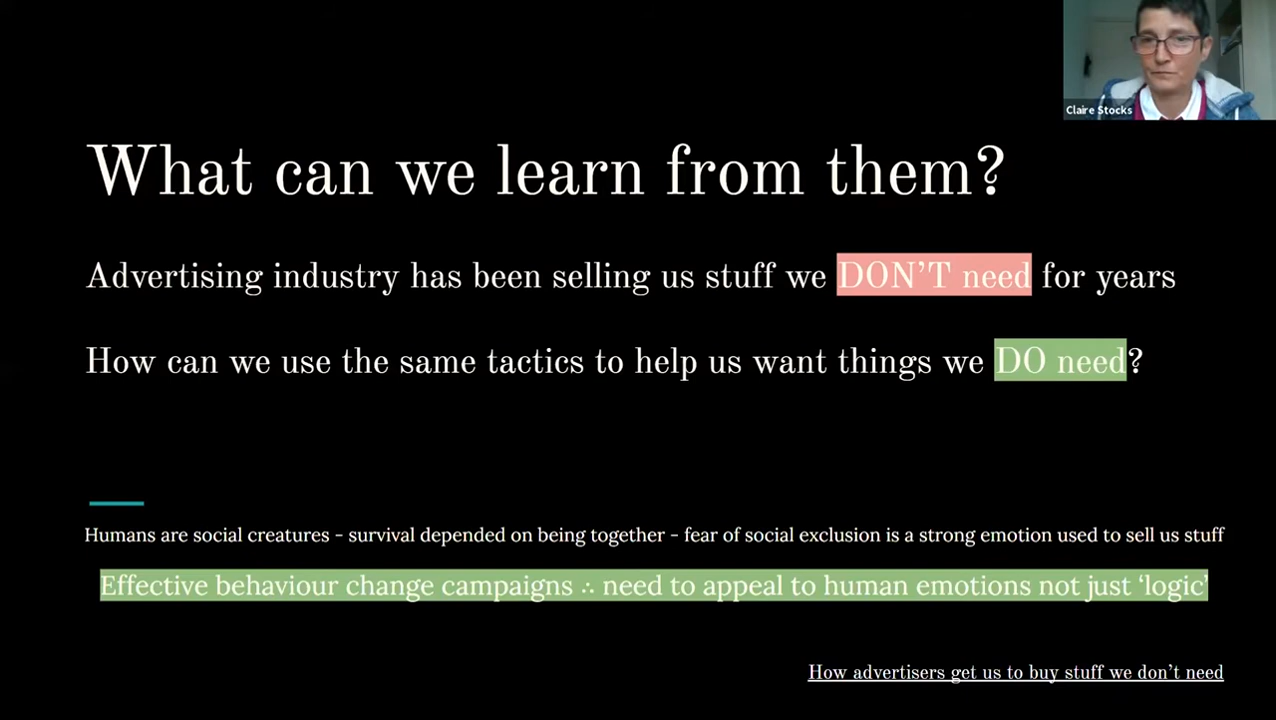 Claire Stocks
What can we learn from them?
Advertising industry has been selling us stuff we DON’T need for years
How can we use the same tactics to help us want things we DO need?
Humans are social creatures - survival depended on being together - fear of social exclusion is a strong emotion used to sell us stuff
Effective behaviour change campaigns ∴ need to appeal to human emotions not just ‘logic’
How advertisers get us to buy stuff we don’t need